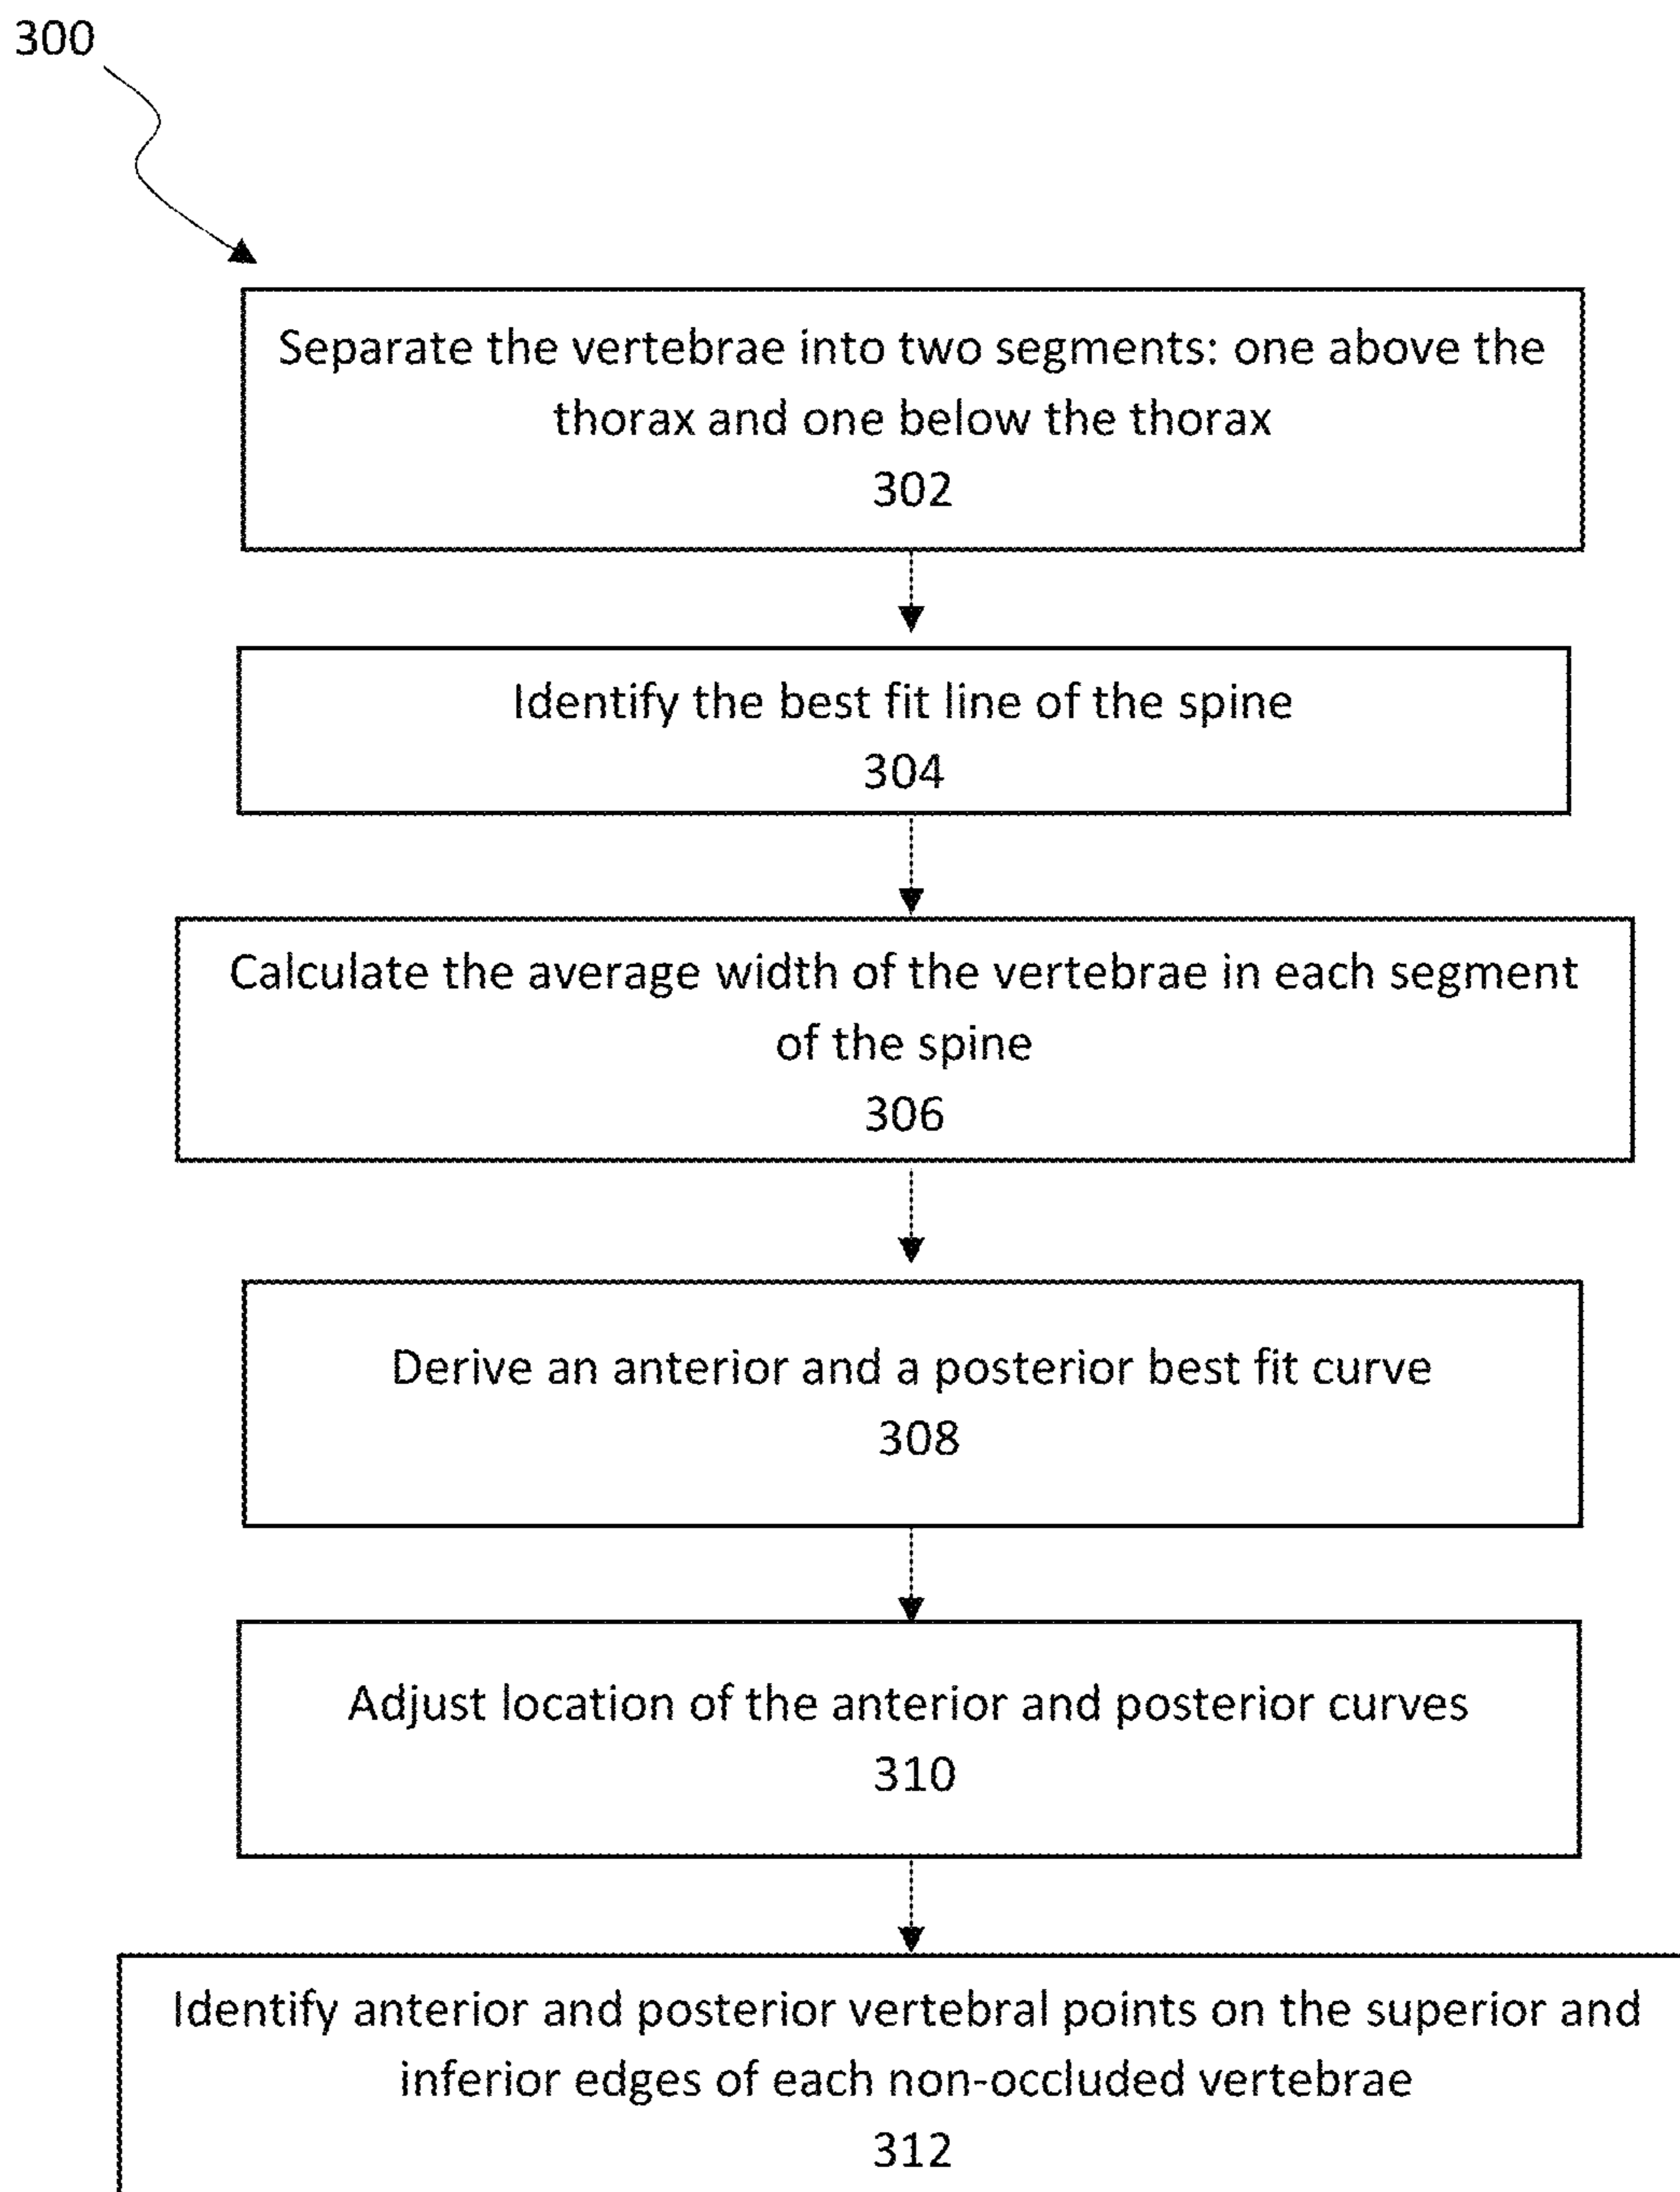 300
Separate the vertebrae into two segments: one above the
thorax and one below the thorax
302
Identify the best fit line of the spine
304
Calculate the average width of the vertebrae in each segment
of the spine
306
Derive an anterior and a posterior best fit curve
308
Adjust location of the anterior and posterior curves
310
Identify anterior and posterior vertebral points on the superior and
inferior edges of each non-occluded vertebrae
312